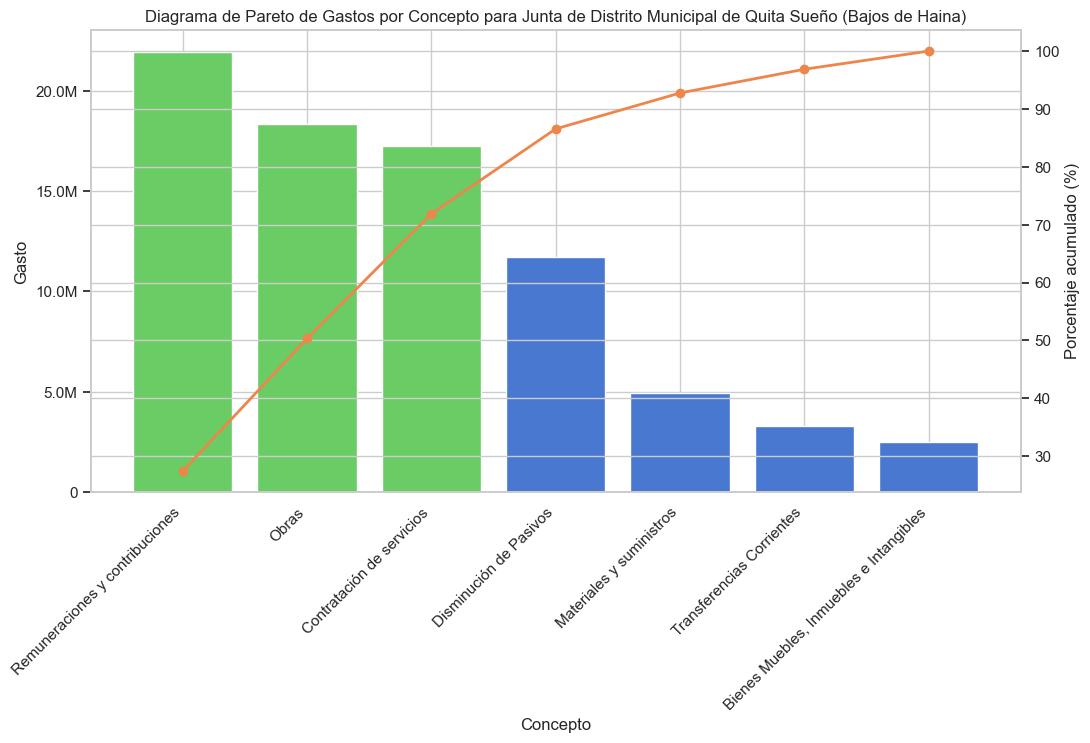 Diagrama de Pareto de Gastos por Concepto para Junta de Distrito Municipal de Quita Sueño (Bajos de Haina)
Gasto
20.0M
15.0M
10.0M
5.0M
0
100
90
80
70
60
50
40
30
Porcentaje acumulado (%)
Remuneraciones y contribuciones
Obras
Contratación de servicios
Disminución de Pasivos
Materiales y suministros
Transferencias Corrientes
Bienes Muebles, Inmuebles e Intangibles
Concepto